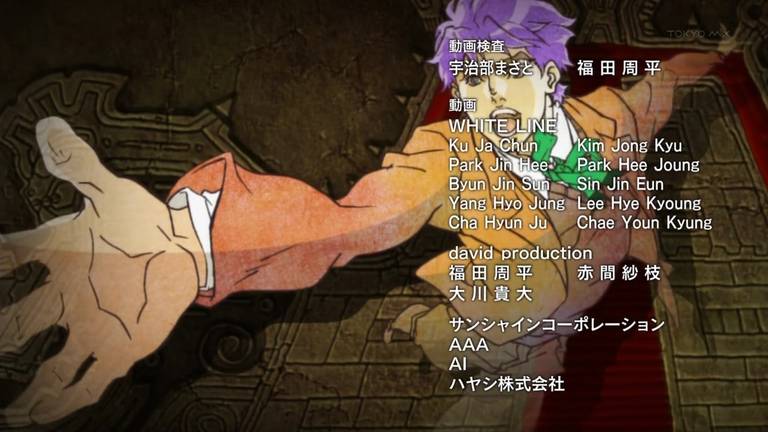 TOKYO MX
動画検査
宇治部まさと 福田周平
動画
WHITE LINE
Ku Ja Chun Kim Jong Kyu
Park Jin Hee Park Hee Joung
Byun Jin Sun Sin Jin Eun
Yang Hyo Jung Lee Hye Kyoung
Cha Hyun Ju Chae Youn Kyung
david production
福田周平 赤間紗枝
大川貴大
サンシャインコーポレーション
AAA
AI
ハヤシ株式会社